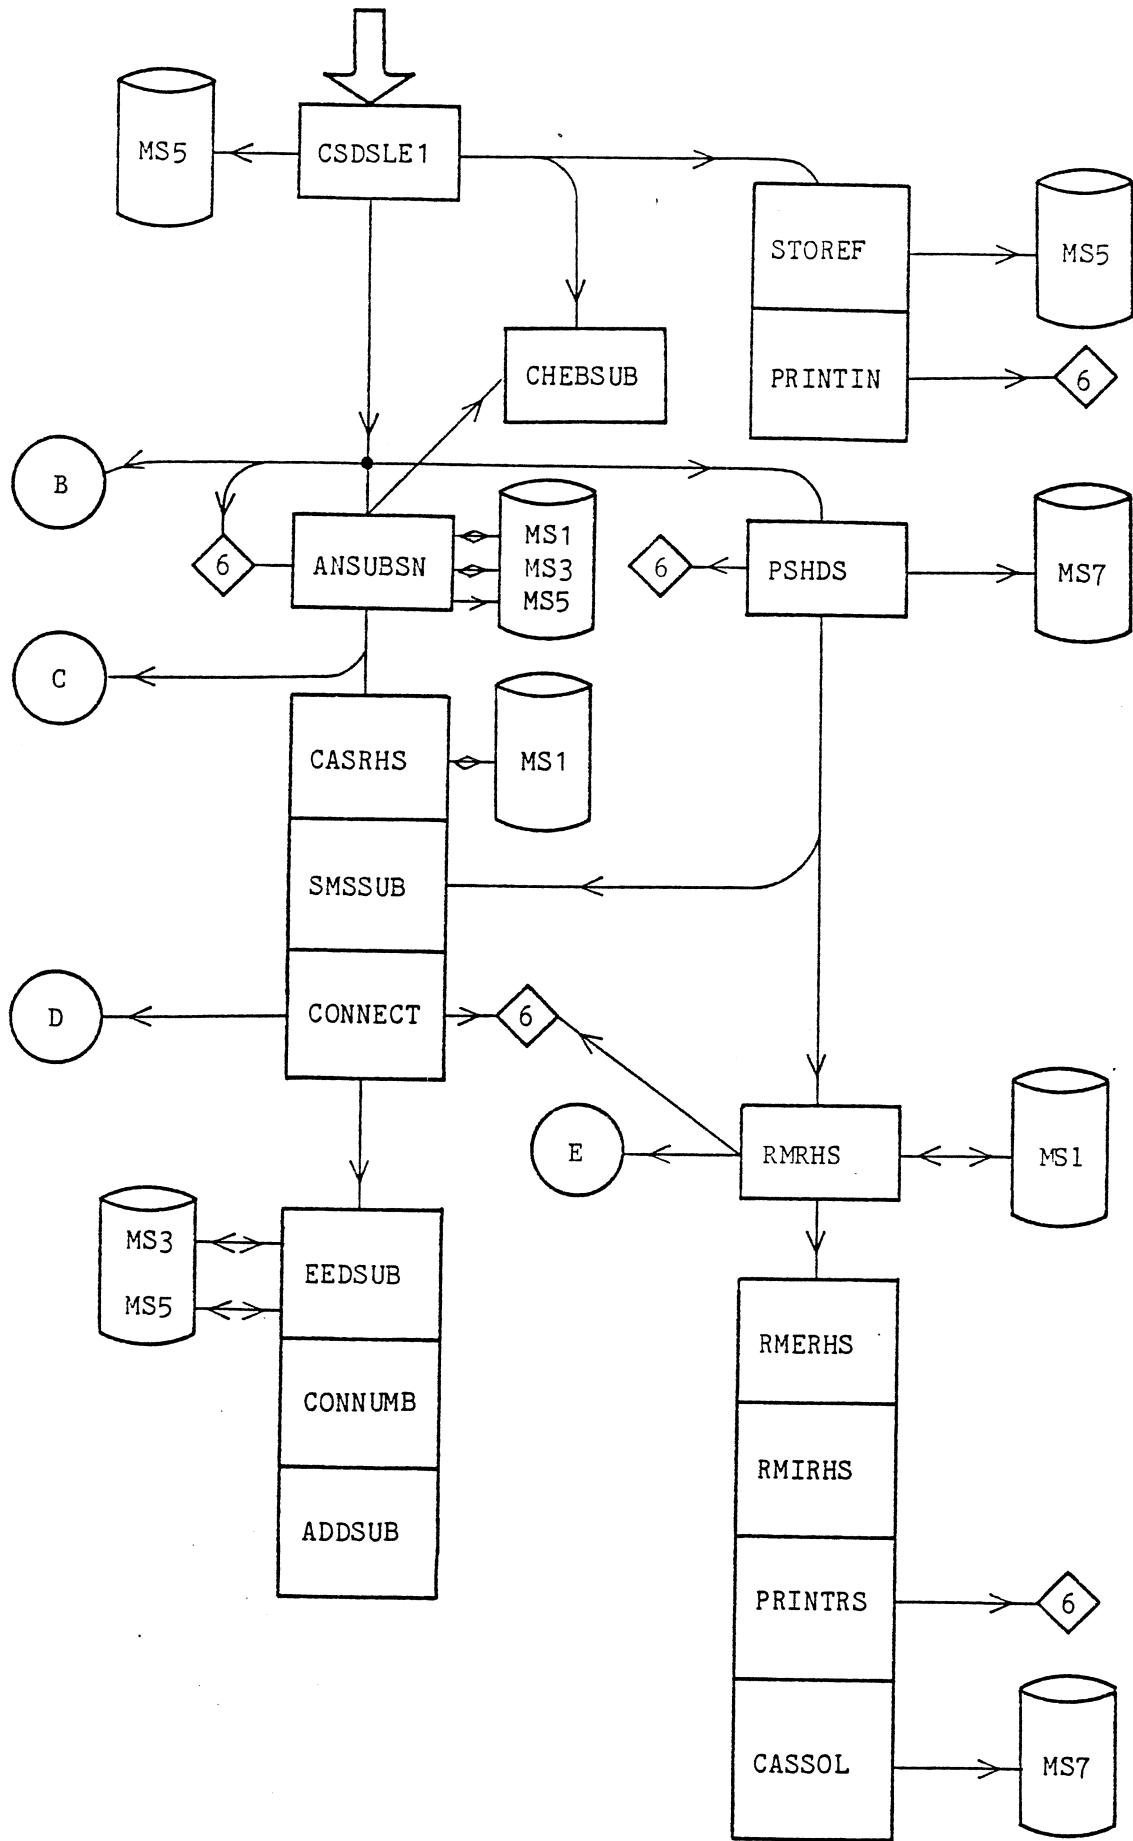 MS5
CSDSLE1
STOREF
MS5
CHEBSUB
PRINTIN
6
B
6
ANSUBSN
MS1
MS3
MS5
6
PSHDS
MS7
C
CASRHS
MS1
SMSSUB
D
CONNECT
6
E
RMRHS
MS1
MS3
MS5
EEDSUB
RMERHS
CONNUMB
RMIRHS
ADDSUB
PRINTRS
6
CASSOL
MS7